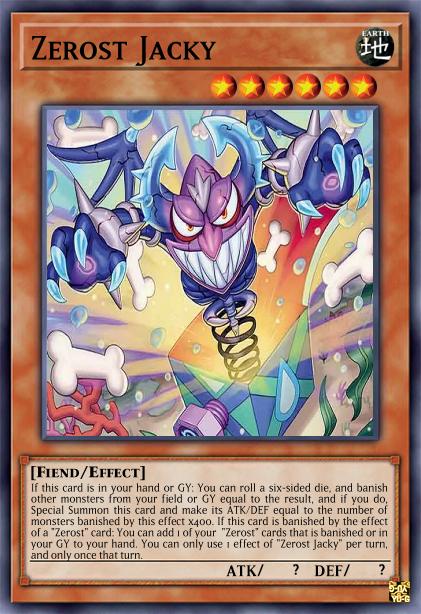 Zerost Jacky
EARTH
地
[Fiend/Effect]
If this card is in your hand or GY: You can roll a six-sided die, and banish
other monsters from your field or GY equal to the result, and if you do,
Special Summon this card and make its ATK/DEF equal to the number of
monsters banished by this effect x400. If this card is banished by the effect
of a "Zerost" card: You can add 1 of your "Zerost" cards that is banished or in
your GY to your hand. You can only use 1 effect of "Zerost Jacky" per turn,
and only once that turn.
ATK/ ? DEF/ ?